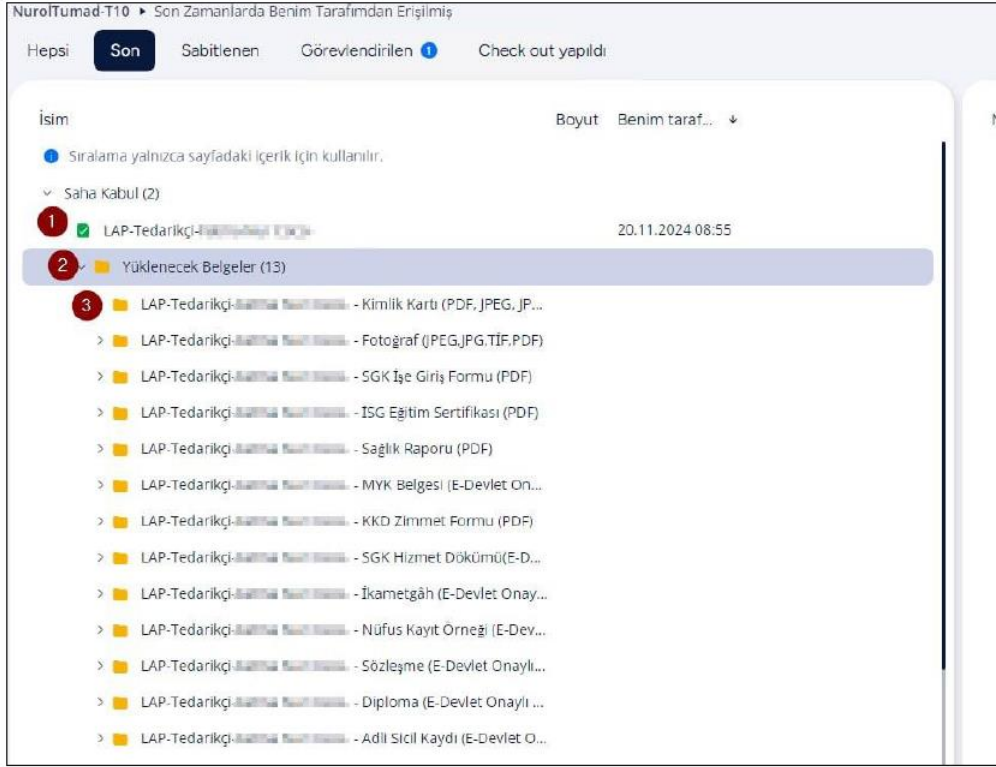 NurolTumad-T10 ▸ Son Zamanlarda Benim Tarafımdan Erişilmiş
Hepsi Son Sabitlenen Görevlendirilen 1 Check out yapıldı
İsim Boyut Benim taraf... ↓
Sıralama yalnızca sayfadaki içerik için kullanılır.
Saha Kabul (2)
1 LAP-Tedarikçi- 20.11.2024 08:55
2 Yüklenecek Belgeler (13)
3 LAP-Tedarikçi- - Kimlik Kartı (PDF, JPEG, JP...
LAP-Tedarikçi- - Fotoğraf (JPEG,JPG,TİF,PDF)
LAP-Tedarikçi- - SGK İşe Giriş Formu (PDF)
LAP-Tedarikçi- - İSG Eğitim Sertifikası (PDF)
LAP-Tedarikçi- - Sağlık Raporu (PDF)
LAP-Tedarikçi- - MYK Belgesi (E-Devlet On...
LAP-Tedarikçi- - KKD Zimmet Formu (PDF)
LAP-Tedarikçi- - SGK Hizmet Dökümü(E-D...
LAP-Tedarikçi- - İkametgâh (E-Devlet Onay...
LAP-Tedarikçi- - Nüfus Kayıt Örneği (E-Dev...
LAP-Tedarikçi- - Sözleşme (E-Devlet Onaylı...
LAP-Tedarikçi- - Diploma (E-Devlet Onaylı ...
LAP-Tedarikçi- - Adli Sicil Kaydı (E-Devlet O...